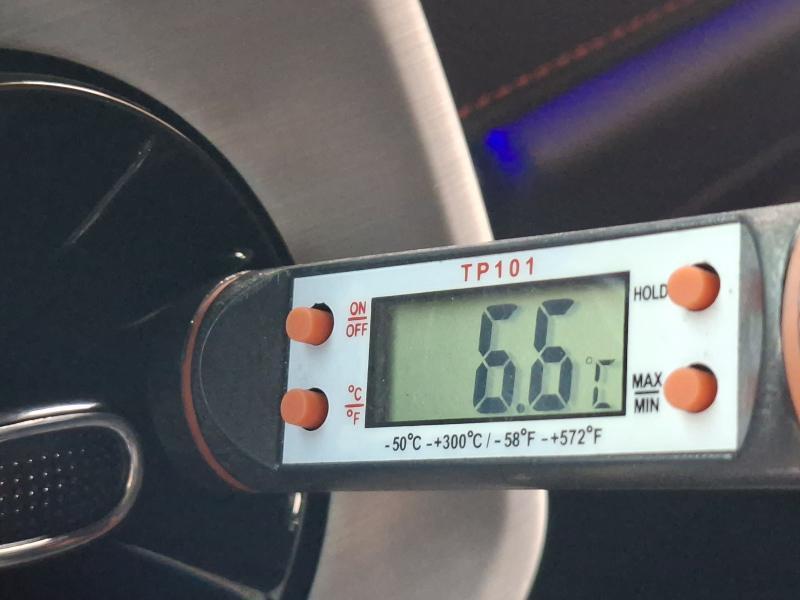 TP101
ON
OFF
°C
°F
6.6°C
HOLD
MAX
MIN
-50°C -+300°C / -58°F -+572°F